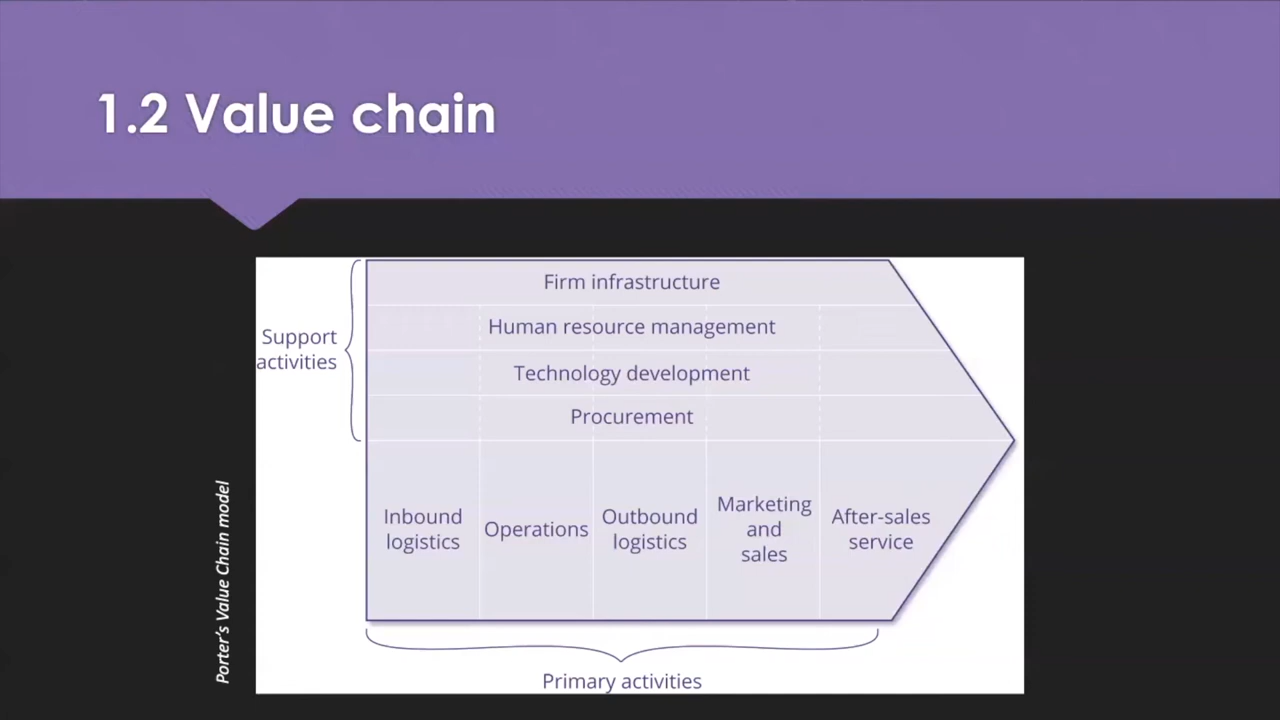 1.2 Value chain
Firm infrastructure
Human resource management
Technology development
Procurement
Support
activities
Inbound
logistics
Operations
Outbound
logistics
Marketing
and
sales
After-sales
service
Primary activities
Porter's Value Chain model